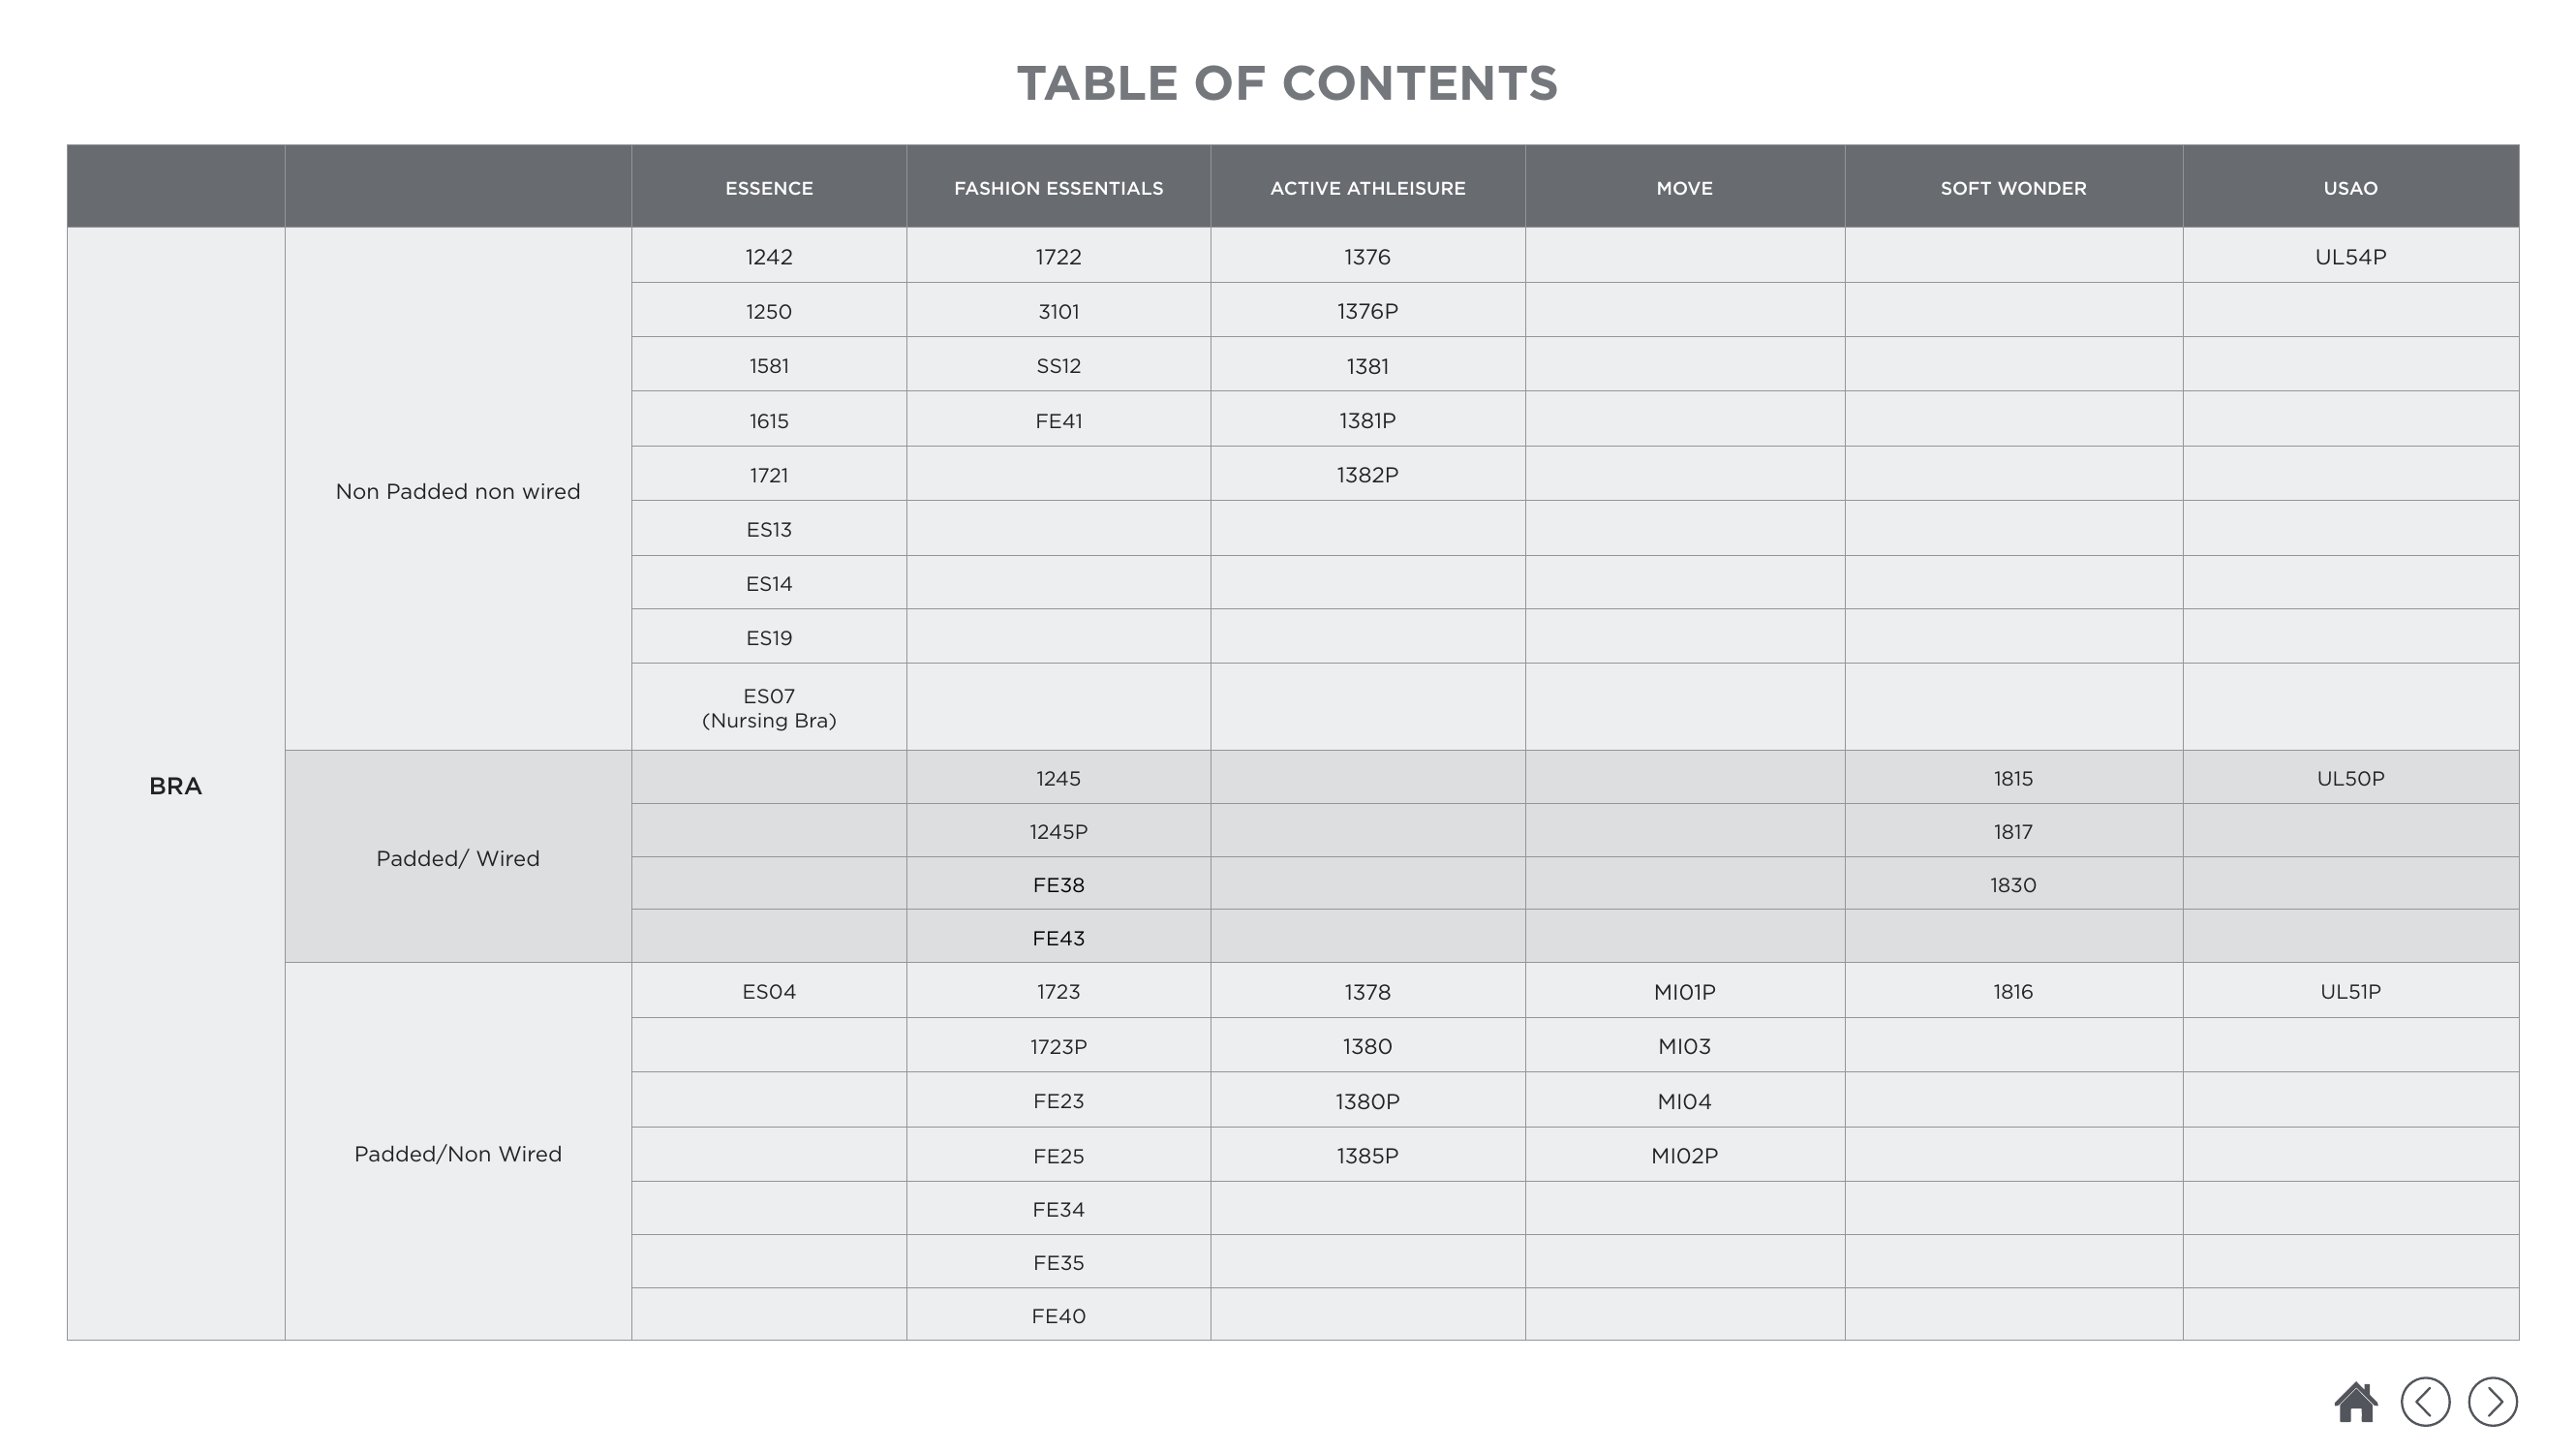 TABLE OF CONTENTS
ESSENCE FASHION ESSENTIALS ACTIVE ATHLEISURE MOVE SOFT WONDER USAO
BRA
Non Padded non wired
1242 1722 1376 UL54P
1250 3101 1376P
1581 SS12 1381
1615 FE41 1381P
1721 1382P
ES13
ES14
ES19
ES07
(Nursing Bra)
Padded/ Wired
1245 1815 UL50P
1245P 1817
FE38 1830
FE43
Padded/Non Wired
ES04 1723 1378 MI01P 1816 UL51P
1723P 1380 MI03
FE23 1380P MI04
FE25 1385P MI02P
FE34
FE35
FE40